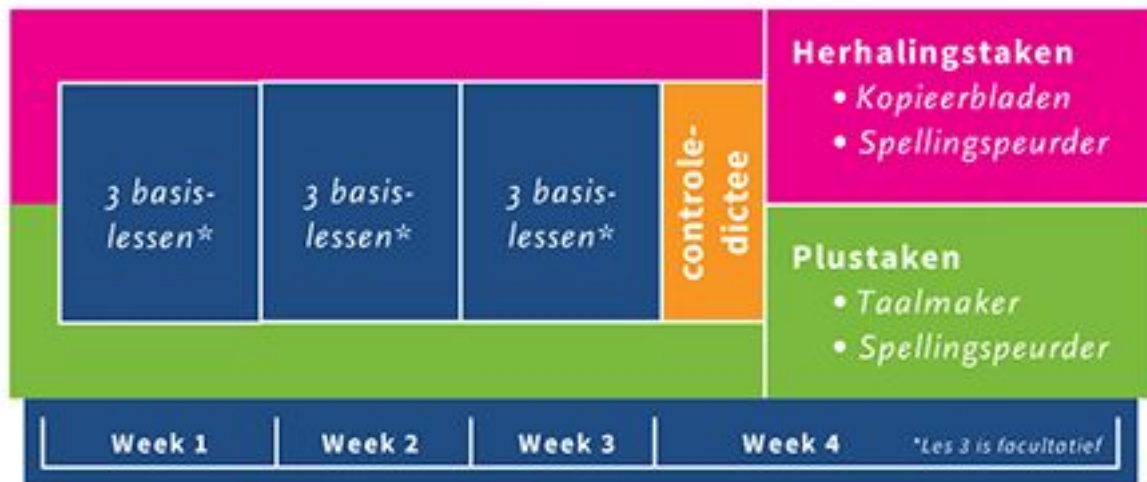 3 basis-
lessen*
3 basis-
lessen*
3 basis-
lessen*
controle-
dictee
Herhalingstaken
• Kopieerbladen
• Spellingspeurder
Plustaken
• Taalmaker
• Spellingspeurder
Week 1
Week 2
Week 3
Week 4
*Les 3 is facultatief